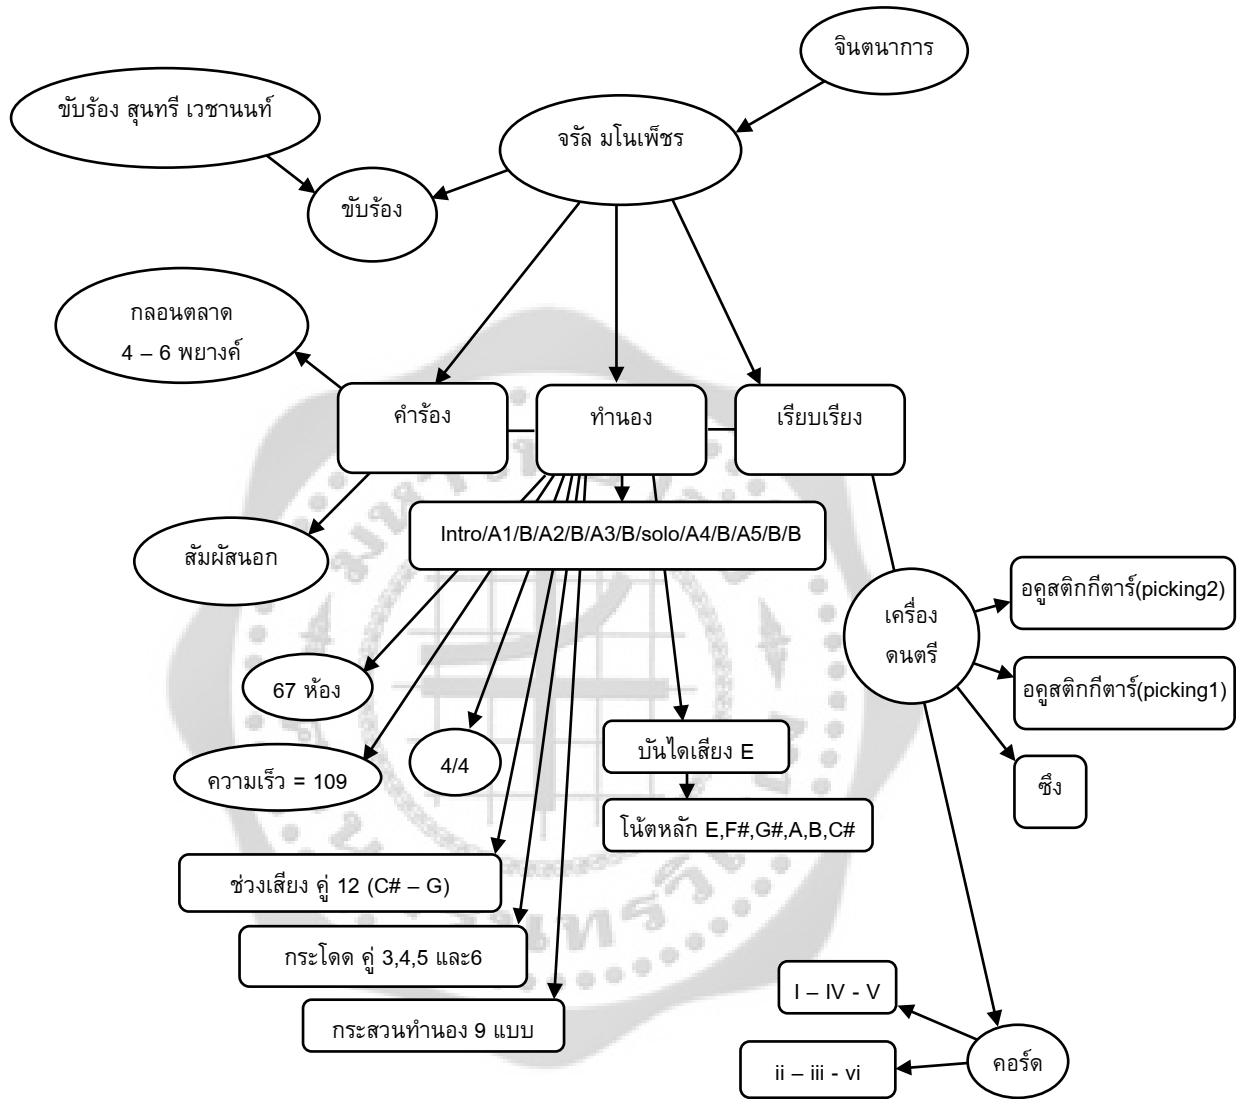 จินตนาการ
ขับร้อง สุนทรี เวชานนท์
จรัล มโนเพ็ชร
ขับร้อง
กลอนตลาด
4 – 6 พยางค์
คำร้อง
ทำนอง
เรียบเรียง
Intro/A1/B/A2/B/A3/B/solo/A4/B/A5/B/B
สัมผัสนอก
อคูสติกกีตาร์(picking2)
เครื่อง
ดนตรี
67 ห้อง
อคูสติกกีตาร์(picking1)
บันไดเสียง E
4/4
ความเร็ว = 109
ซึง
โน้ตหลัก E,F#,G#,A,B,C#
ช่วงเสียง คู่ 12 (C# – G)
กระโดด คู่ 3,4,5 และ6
I – IV - V
กระสวนทำนอง 9 แบบ
คอร์ด
ii – iii - vi